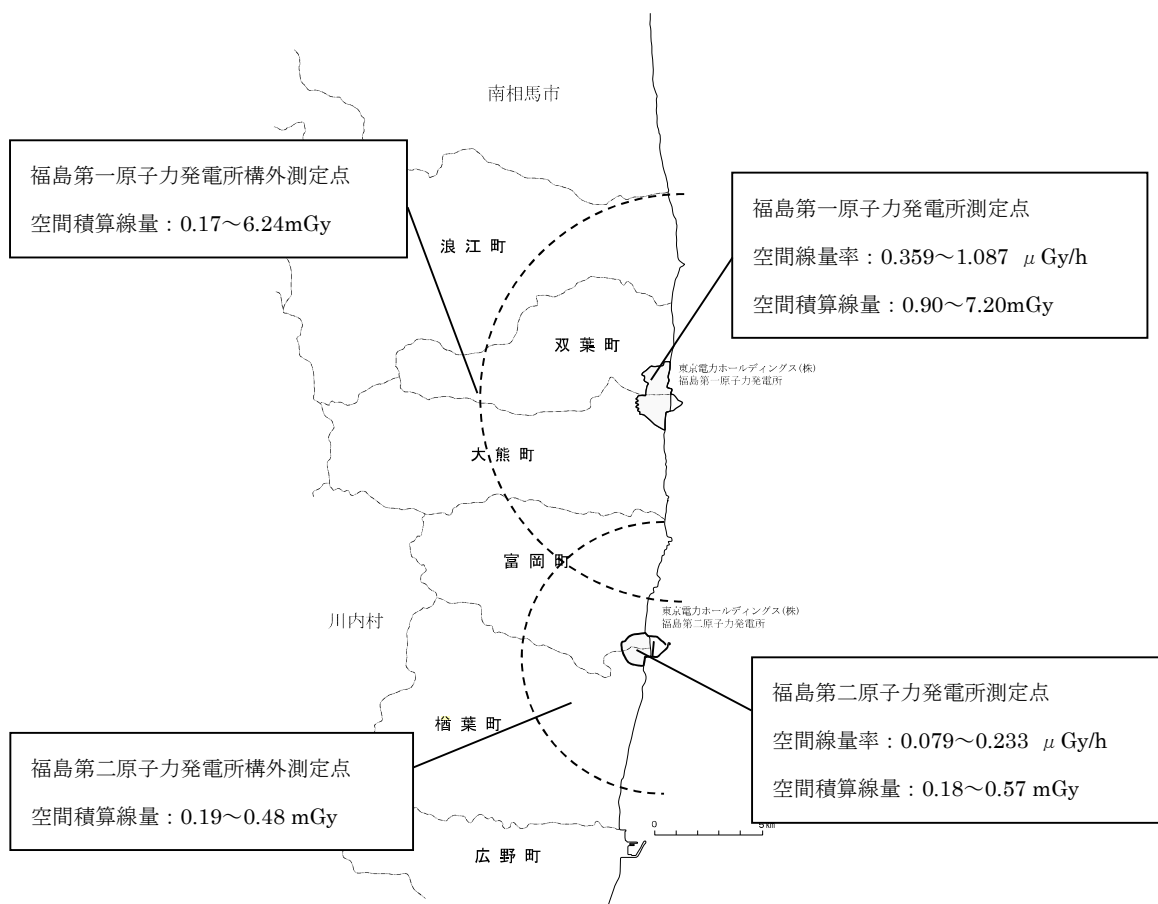 南相馬市
福島第一原子力発電所構外測定点
空間積算線量：0.17～6.24mGy
福島第一原子力発電所測定点
空間線量率：0.359～1.087 μ Gy/h
空間積算線量：0.90～7.20mGy
浪江町
双葉町
東京電力ホールディングス(株)
福島第一原子力発電所
大熊町
富岡町
東京電力ホールディングス(株)
福島第二原子力発電所
川内村
福島第二原子力発電所測定点
空間線量率：0.079～0.233 μ Gy/h
空間積算線量：0.18～0.57 mGy
楢葉町
福島第二原子力発電所構外測定点
空間積算線量：0.19～0.48 mGy
0 5km
広野町